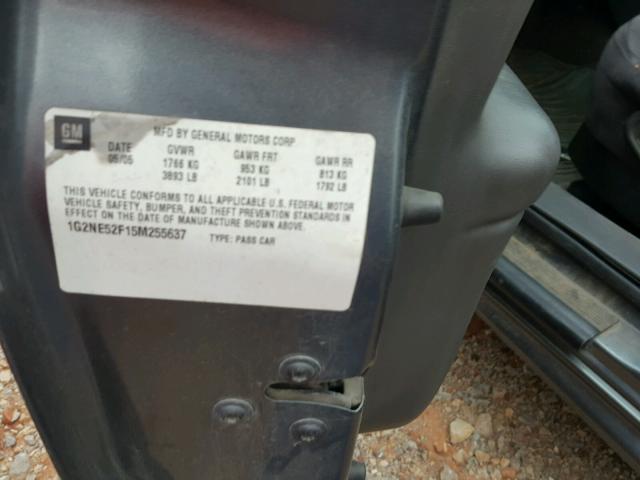 GM
MFD BY GENERAL MOTORS CORP
DATE GVWR GAWR FRT GAWR RR
05/05 1766 KG 953 KG 813 KG
3893 LB 2101 LB 1792 LB
THIS VEHICLE CONFORMS TO ALL APPLICABLE U.S. FEDERAL MOTOR
VEHICLE SAFETY, BUMPER, AND THEFT PREVENTION STANDARDS IN
EFFECT ON THE DATE OF MANUFACTURE SHOWN ABOVE.
1G2NE52F15M255637 TYPE: PASS CAR